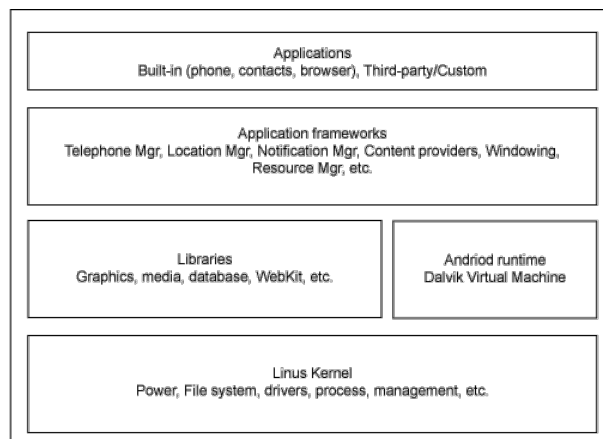 Applications
Built-in (phone, contacts, browser), Third-party/Custom
Application frameworks
Telephone Mgr, Location Mgr, Notification Mgr, Content providers, Windowing,
Resource Mgr, etc.
Libraries
Graphics, media, database, WebKit, etc.
Andriod runtime
Dalvik Virtual Machine
Linus Kernel
Power, File system, drivers, process, management, etc.